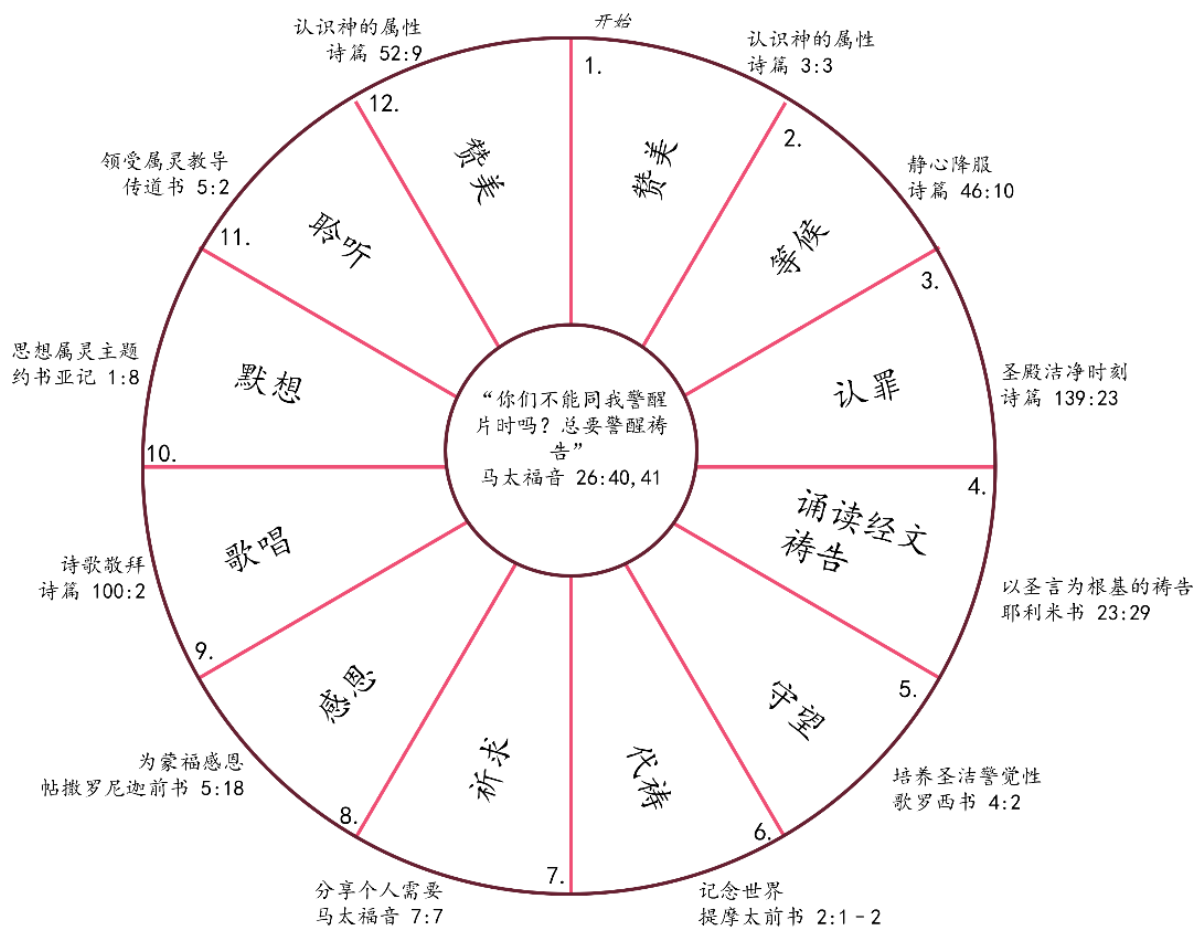 开始
1.
赞美
认识神的属性
诗篇 3:3
2.
等候
静心降服
诗篇 46:10
3.
认罪
圣殿洁净时刻
诗篇 139:23
4.
诵读经文
祷告
以圣言为根基的祷告
耶利米书 23:29
5.
守望
培养圣洁警觉性
歌罗西书 4:2
6.
代祷
记念世界
提摩太前书 2:1-2
7.
祈求
分享个人需要
马太福音 7:7
8.
感恩
为蒙福感恩
帖撒罗尼迦前书 5:18
9.
歌唱
诗歌敬拜
诗篇 100:2
10.
默想
思想属灵主题
约书亚记 1:8
11.
聆听
领受属灵教导
传道书 5:2
12.
赞美
认识神的属性
诗篇 52:9
“你们不能同我警醒
片时吗？总要警醒祷
告”
马太福音 26:40,41